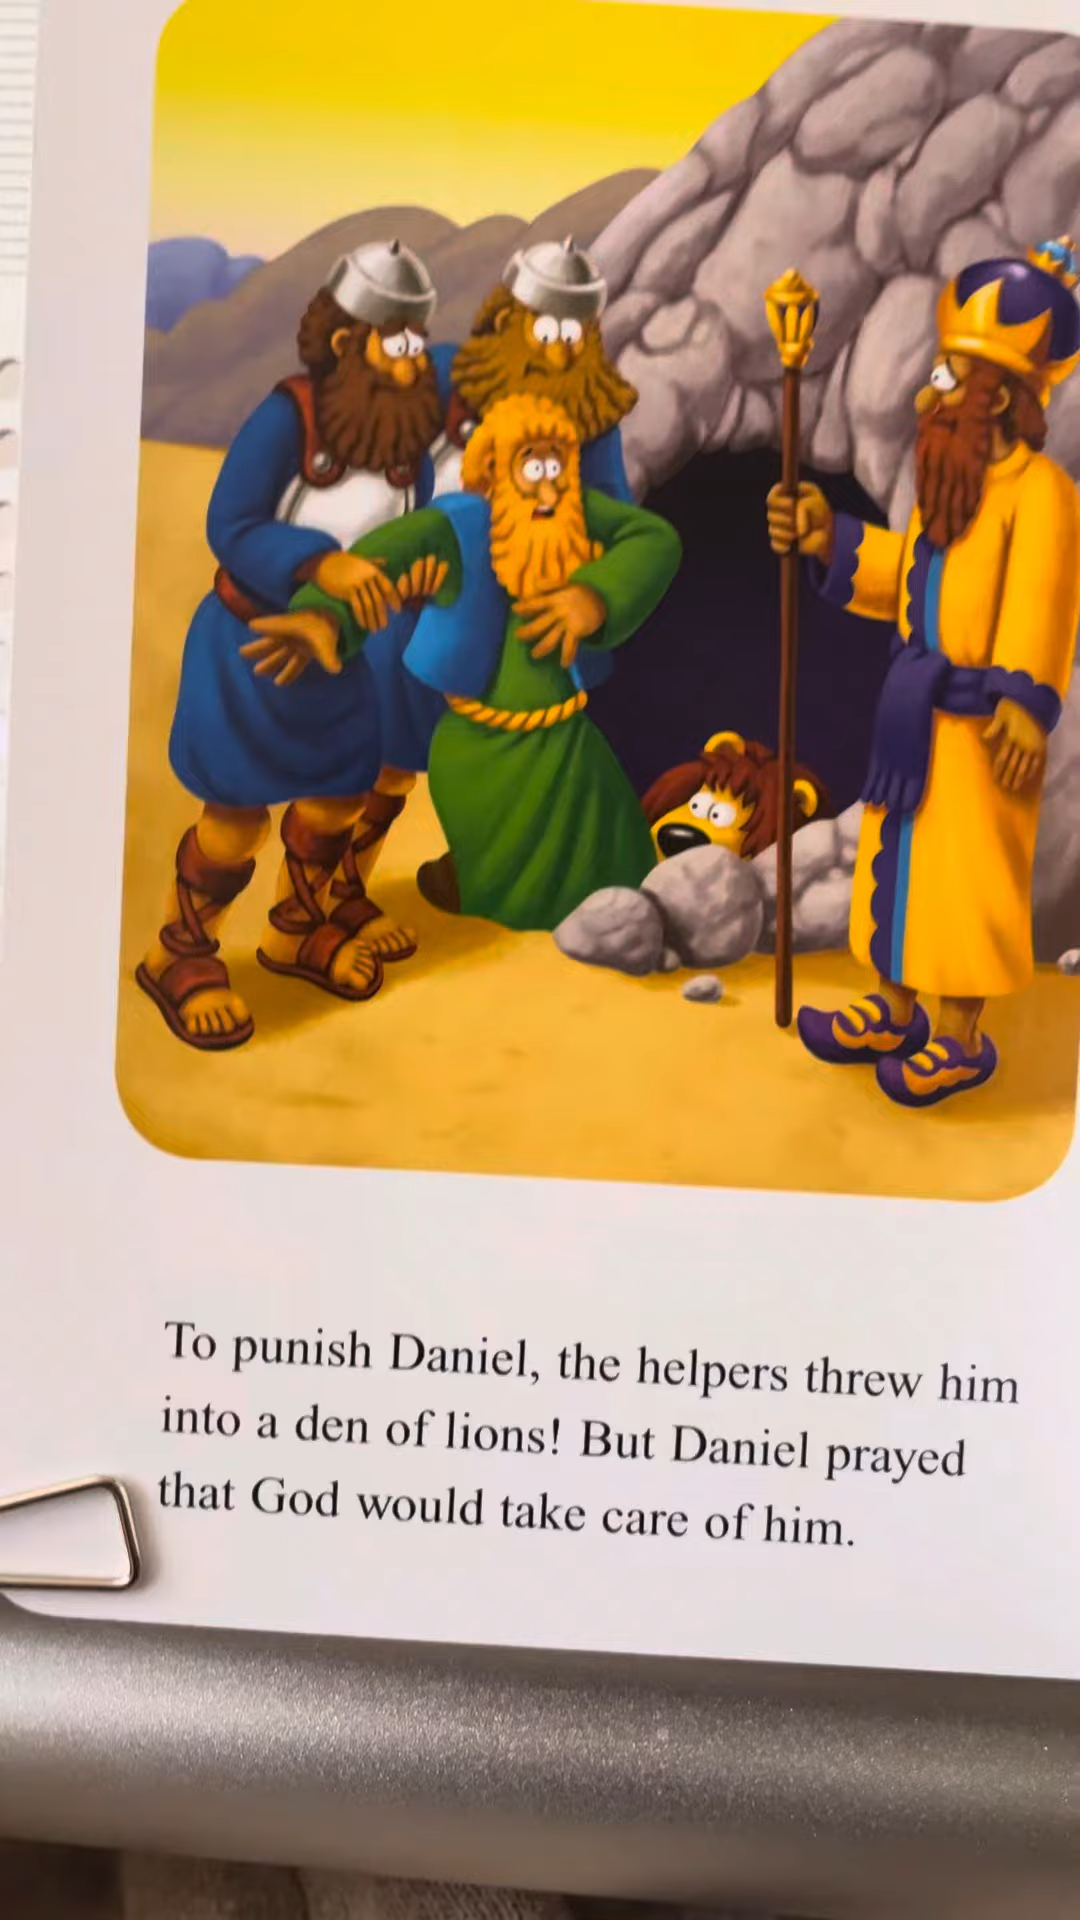 To punish Daniel, the helpers threw him
into a den of lions! But Daniel prayed
that God would take care of him.